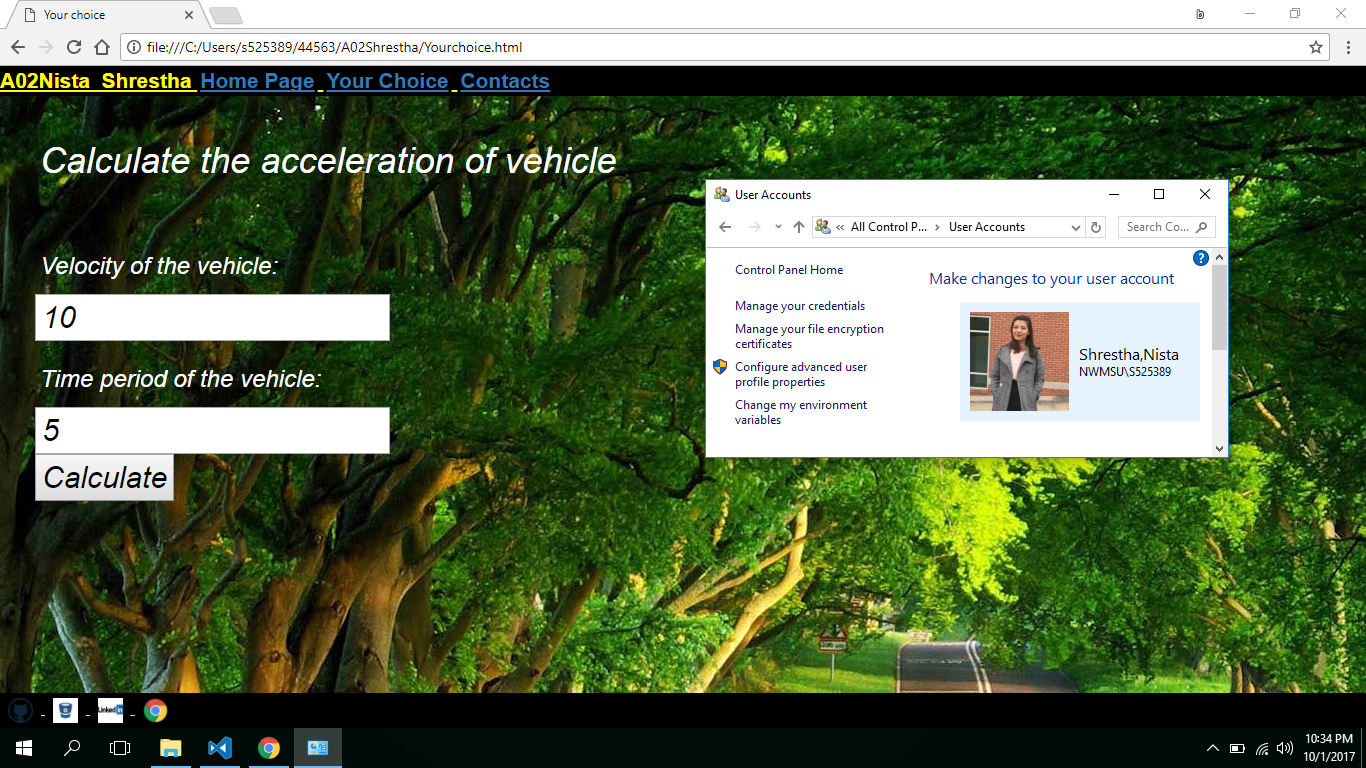 Your choice
file:///C:/Users/s525389/44563/A02Shrestha/Yourchoice.html
A02Nista Shrestha Home Page Your Choice Contacts
Calculate the acceleration of vehicle
Velocity of the vehicle:
10
Time period of the vehicle:
5
Calculate
User Accounts
« All Control P... › User Accounts
Search Co...
Control Panel Home
Make changes to your user account
Manage your credentials
Manage your file encryption
certificates
Configure advanced user
profile properties
Change my environment
variables
Shrestha,Nista
NWMSU\S525389
- - Linked in -
10:34 PM
10/1/2017